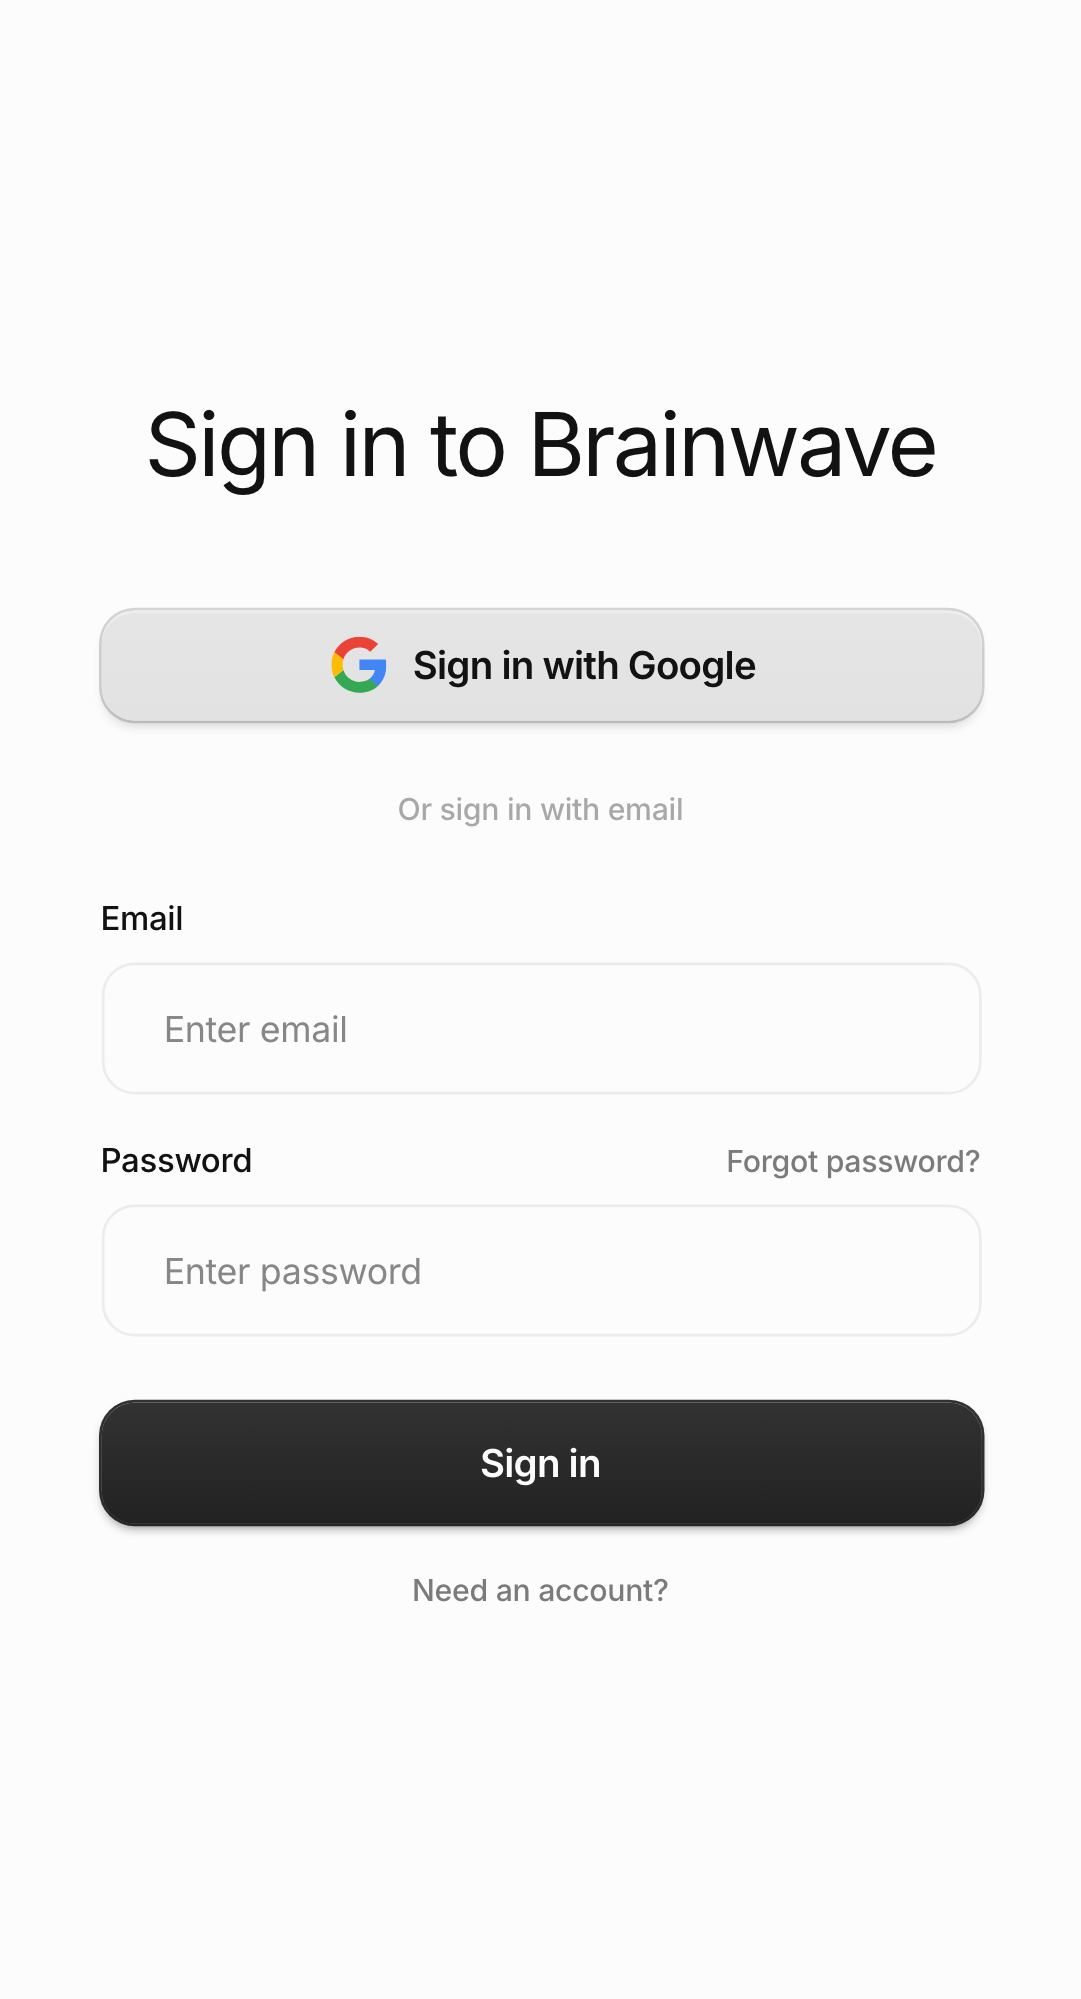 Sign in to Brainwave
Sign in with Google
Or sign in with email
Email
Enter email
Password
Forgot password?
Enter password
Sign in
Need an account?